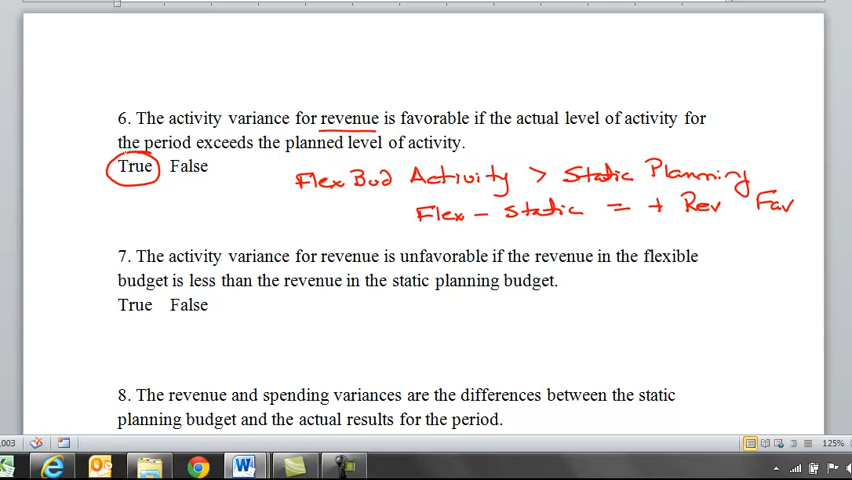 6. The activity variance for revenue is favorable if the actual level of activity for
the period exceeds the planned level of activity.
True False
Flex Bud Activity > Static Planning
Flex - Static = + Rev Fav
7. The activity variance for revenue is unfavorable if the revenue in the flexible
budget is less than the revenue in the static planning budget.
True False
8. The revenue and spending variances are the differences between the static
planning budget and the actual results for the period.
,003
125%